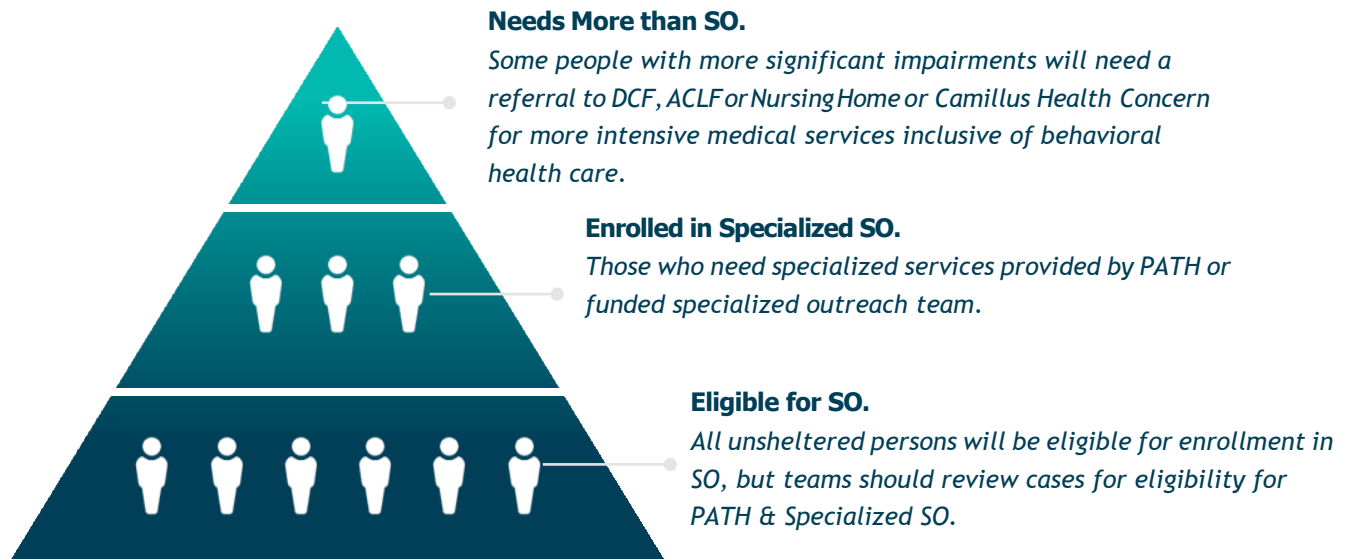 Needs More than SO.
Some people with more significant impairments will need a
referral to DCF, ACLF or Nursing Home or Camillus Health Concern
for more intensive medical services inclusive of behavioral
health care.
Enrolled in Specialized SO.
Those who need specialized services provided by PATH or
funded specialized outreach team.
Eligible for SO.
All unsheltered persons will be eligible for enrollment in
SO, but teams should review cases for eligibility for
PATH & Specialized SO.